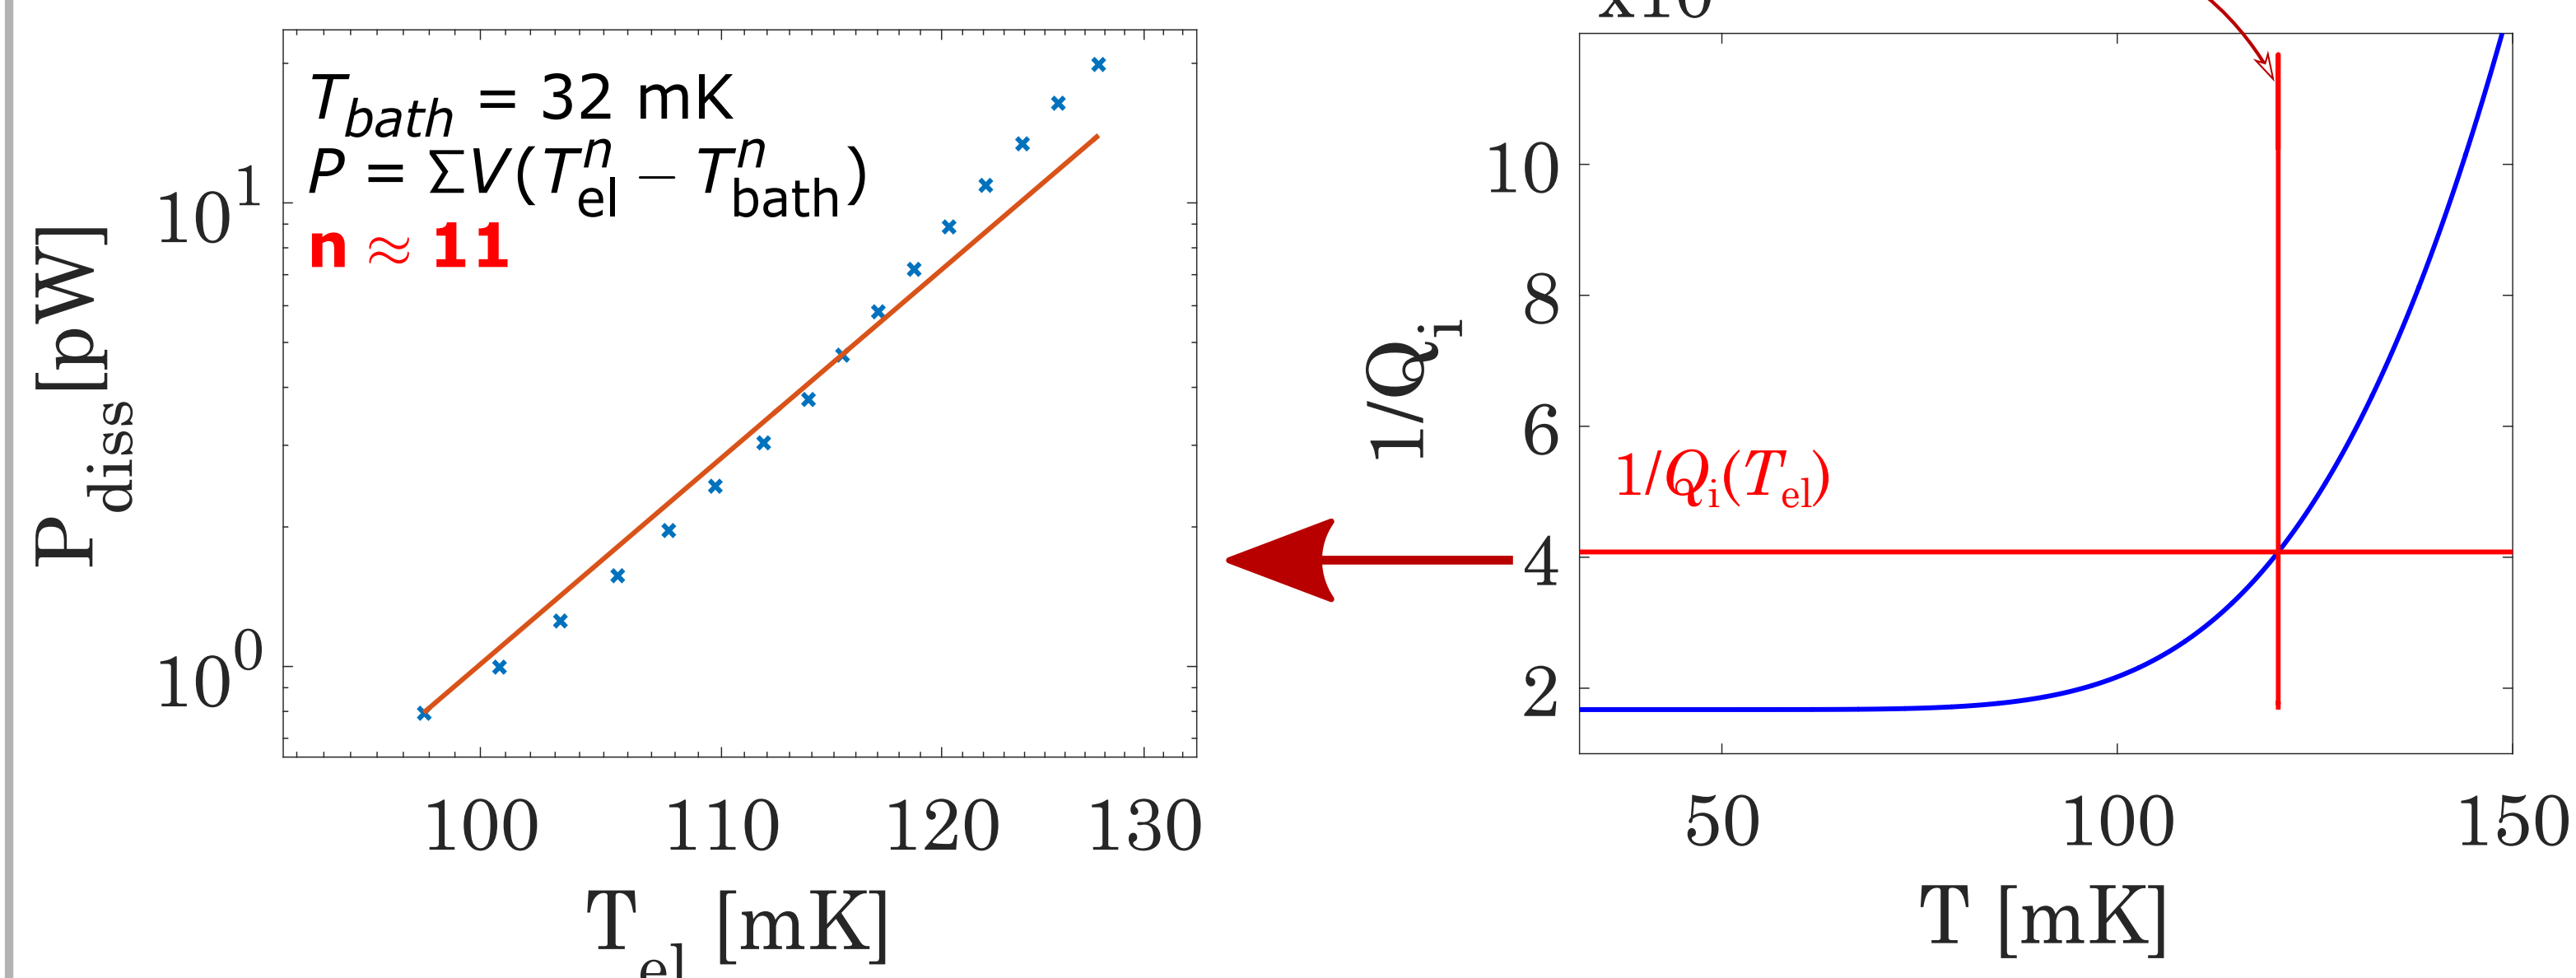 T_bath = 32 mK
P = ΣV(T_el^n − T_bath^n)
n ≈ 11
10^1
10^0
P_diss [pW]
100 110 120 130
T_el [mK]
x10
10
8
6
4
2
1/Q_i
1/Q_i(T_el)
50 100 150
T [mK]